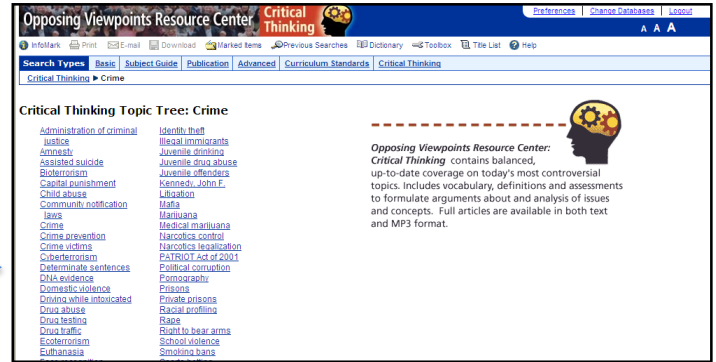 Opposing Viewpoints Resource Center Critical Thinking
Preferences Change Databases Logout
A A A
InfoMark Print E-mail Download Marked Items Previous Searches Dictionary Toolbox Title List Help
Search Types Basic Subject Guide Publication Advanced Curriculum Standards Critical Thinking
Critical Thinking ► Crime
Critical Thinking Topic Tree: Crime
Administration of criminal
justice
Amnesty
Assisted suicide
Bioterrorism
Capital punishment
Child abuse
Community notification
laws
Crime
Crime prevention
Crime victims
Cyberterrorism
Determinate sentences
DNA evidence
Domestic violence
Driving while intoxicated
Drug abuse
Drug testing
Drug traffic
Ecoterrorism
Euthanasia
Identity theft
Illegal immigrants
Juvenile drinking
Juvenile drug abuse
Juvenile offenders
Kennedy, John F.
Litigation
Mafia
Marijuana
Medical marijuana
Narcotics control
Narcotics legalization
PATRIOT Act of 2001
Political corruption
Pornography
Prisons
Private prisons
Racial profiling
Rape
Right to bear arms
School violence
Smoking bans
Opposing Viewpoints Resource Center:
Critical Thinking contains balanced,
up-to-date coverage on today's most controversial
topics. Includes vocabulary, definitions and assessments
to formulate arguments about and analysis of issues
and concepts. Full articles are available in both text
and MP3 format.